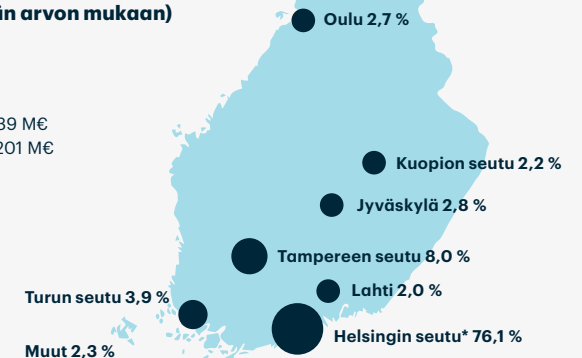 än arvon mukaan)
Oulu 2,7 %
39 M€
201 M€
Kuopion seutu 2,2 %
Jyväskylä 2,8 %
Tampereen seutu 8,0 %
Lahti 2,0 %
Turun seutu 3,9 %
Helsingin seutu* 76,1 %
Muut 2,3 %